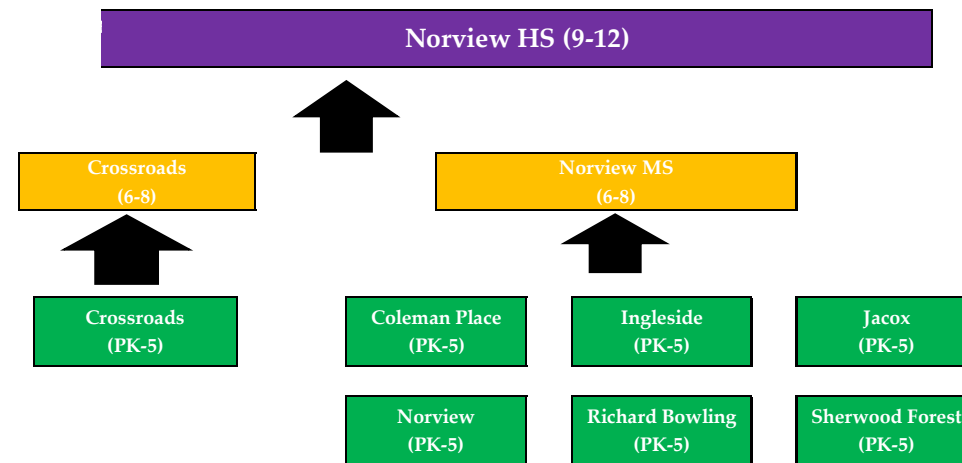 Norview HS (9-12)
Crossroads
(6-8)
Norview MS
(6-8)
Crossroads
(PK-5)
Coleman Place
(PK-5)
Ingleside
(PK-5)
Jacox
(PK-5)
Norview
(PK-5)
Richard Bowling
(PK-5)
Sherwood Forest
(PK-5)